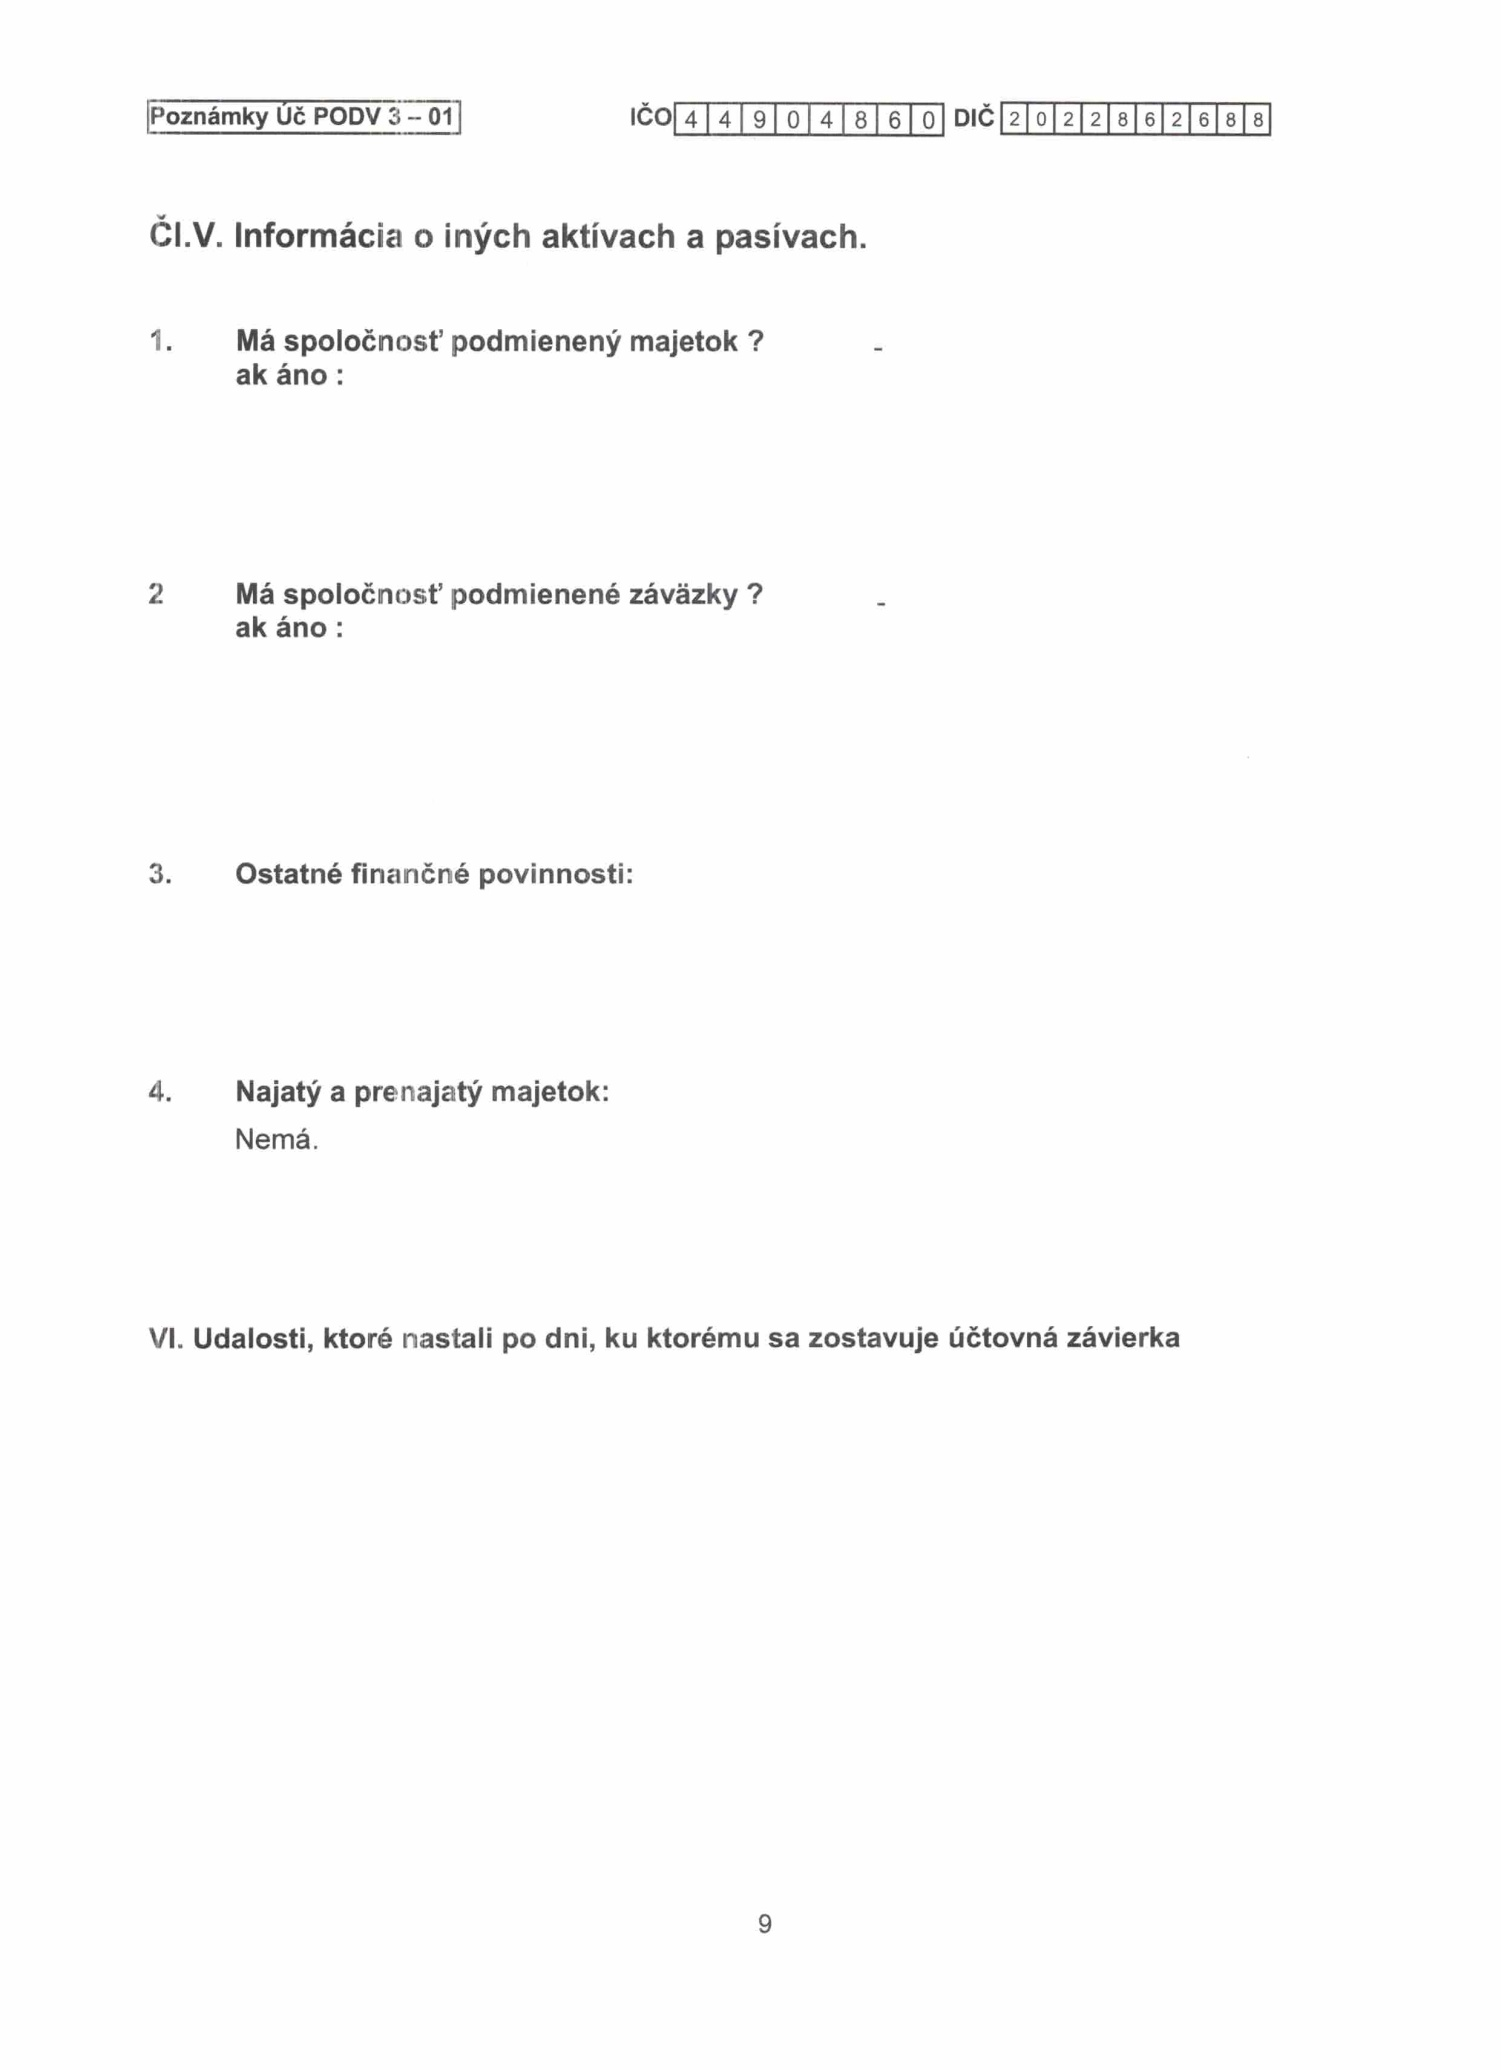 Poznámky Úč PODV 3 – 01 IČO 4 4 9 0 4 8 6 0 DIČ 2 0 2 2 8 6 2 6 8 8
Čl.V. Informácia o iných aktívach a pasívach.
1. Má spoločnosť podmienený majetok ? -
ak áno :
2 Má spoločnosť podmienené záväzky ? -
ak áno :
3. Ostatné finančné povinnosti:
4. Najatý a prenajatý majetok:
Nemá.
VI. Udalosti, ktoré nastali po dni, ku ktorému sa zostavuje účtovná závierka
9